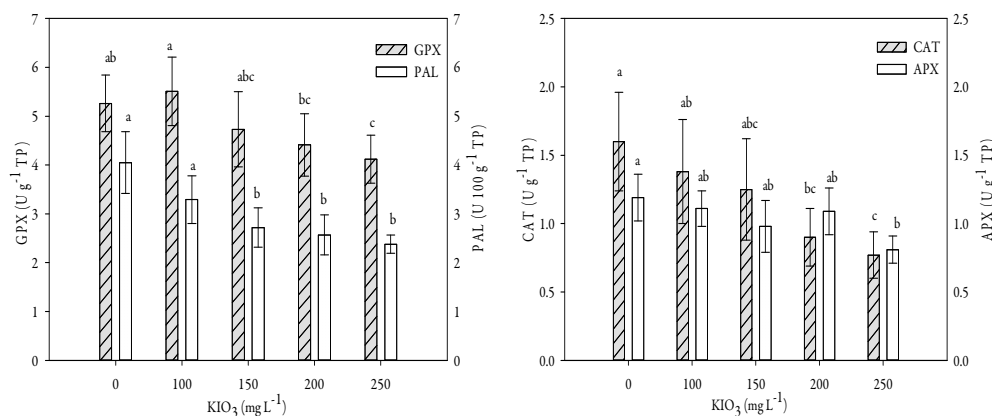 7
6
5
4
3
2
1
0
GPX (U g-1 TP)
ab
a
abc
bc
c
a
a
b
b
b
GPX
PAL
7
6
5
4
3
2
1
0
PAL (U 100 g-1 TP)
0 100 150 200 250
KIO3 (mg L-1)
2.5
2.0
1.5
1.0
0.5
0.0
CAT (U g-1 TP)
a
ab
abc
bc
c
a
ab
ab
ab
b
CAT
APX
2.5
2.0
1.5
1.0
0.5
0.0
APX (U g-1 TP)
0 100 150 200 250
KIO3 (mg L-1)